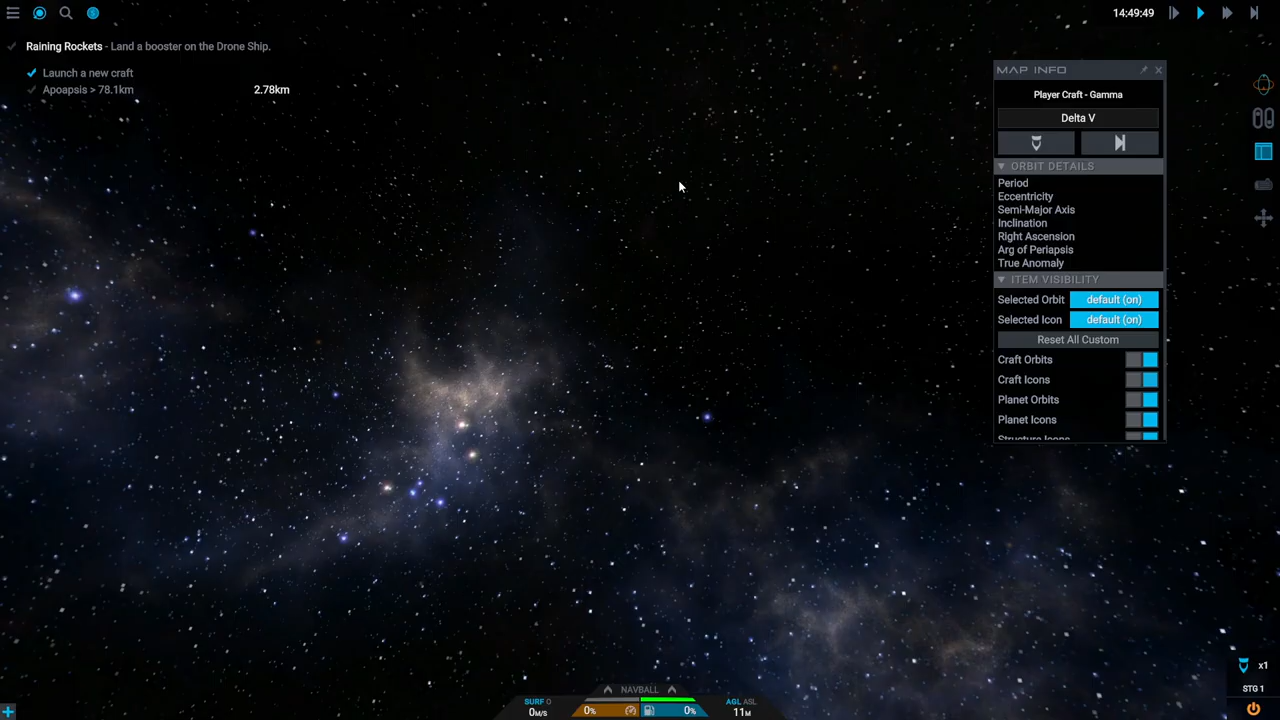 14:49:49
Raining Rockets - Land a booster on the Drone Ship.
Launch a new craft
Apoapsis > 78.1km 2.78km
MAP INFO
Player Craft - Gamma
Delta V
ORBIT DETAILS
Period
Eccentricity
Semi-Major Axis
Inclination
Right Ascension
Arg of Periapsis
True Anomaly
ITEM VISIBILITY
Selected Orbit default (on)
Selected Icon default (on)
Reset All Custom
Craft Orbits
Craft Icons
Planet Orbits
Planet Icons
Structure Icons
x1
STG 1
NAVBALL
SURF O
0M/S
0%
0%
AGL ASL
11M